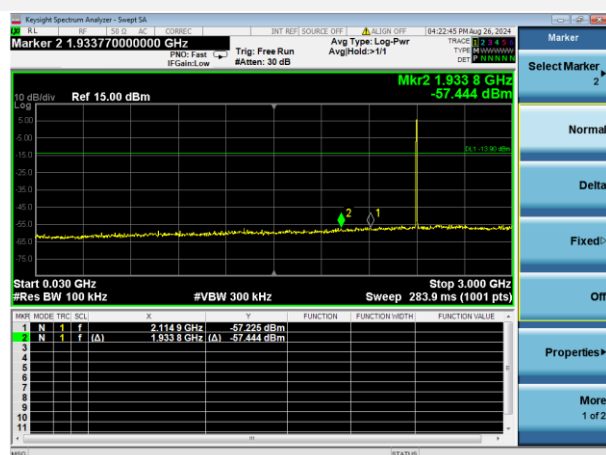 Keysight Spectrum Analyzer - Swept SA
RL RF 50 Ω AC CORREC INT REF SOURCE OFF ALIGN OFF 04:22:45 PM Aug 26, 2024
Marker 2 1.933770000000 GHz
PNO: Fast
IFGain:Low
Trig: Free Run
#Atten: 30 dB
Avg Type: Log-Pwr
Avg|Hold:>1/1
TRACE 1 2 3 4 5 6
TYPE MWWWWW
DET P NNNNN
Mkr2 1.933 8 GHz
-57.444 dBm
10 dB/div Ref 15.00 dBm
Log
5.00
-5.00
-15.0
-25.0
-35.0
-45.0
-55.0
-65.0
-75.0
DL1 -13.90 dBm
2
1
Start 0.030 GHz
Stop 3.000 GHz
#Res BW 100 kHz
#VBW 300 kHz
Sweep 283.9 ms (1001 pts)
MKR MODE TRC SCL X Y FUNCTION FUNCTION WIDTH FUNCTION VALUE
1 N 1 f 2.114 9 GHz -57.225 dBm
2 N 1 f (Δ) 1.933 8 GHz (Δ) -57.444 dBm
3
4
5
6
7
8
9
10
11
MSG
STATUS
Marker
Select Marker
2
Normal
Delta
Fixed
Off
Properties
More
1 of 2